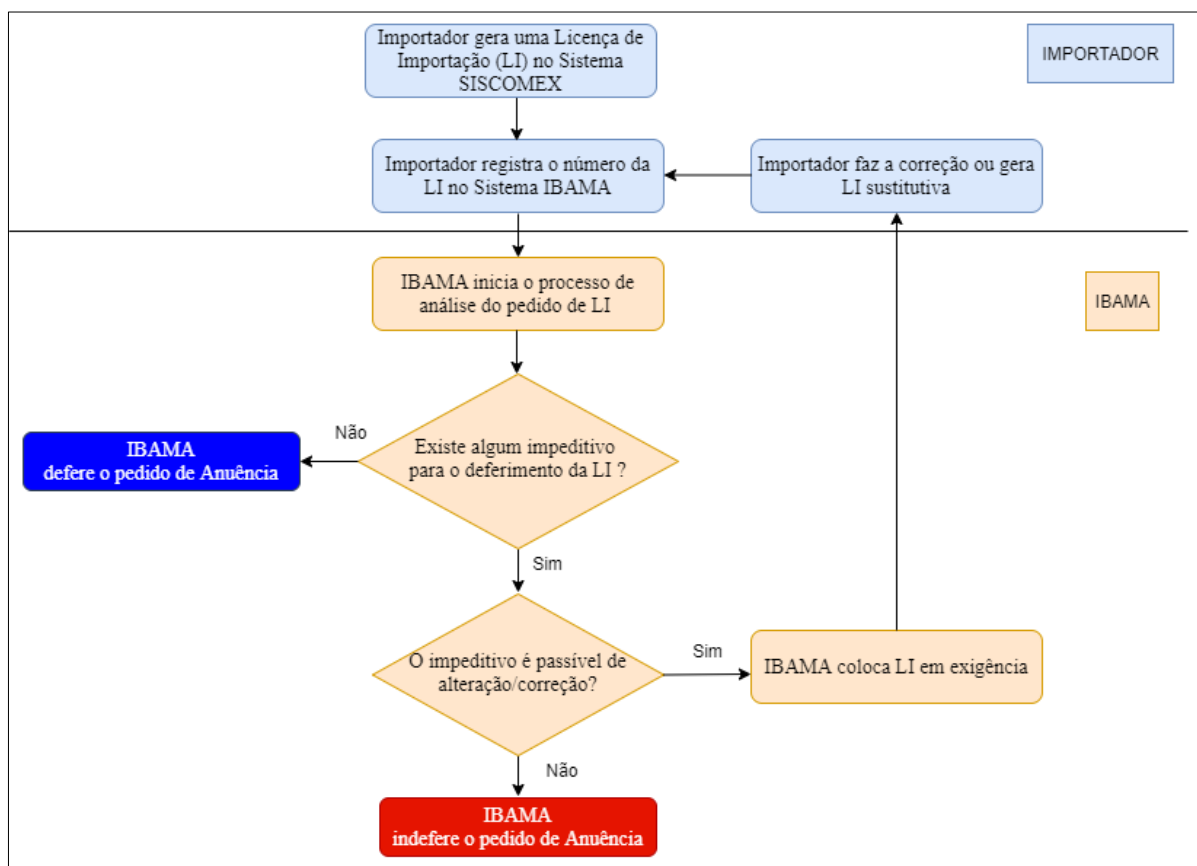 Importador gera uma Licença de
Importação (LI) no Sistema
SISCOMEX
IMPORTADOR
Importador registra o número da
LI no Sistema IBAMA
Importador faz a correção ou gera
LI sustitutiva
IBAMA inicia o processo de
análise do pedido de LI
IBAMA
Não
IBAMA
defere o pedido de Anuência
Existe algum impeditivo
para o deferimento da LI ?
Sim
O impeditivo é passível de
alteração/correção?
Sim
IBAMA coloca LI em exigência
Não
IBAMA
indefere o pedido de Anuência